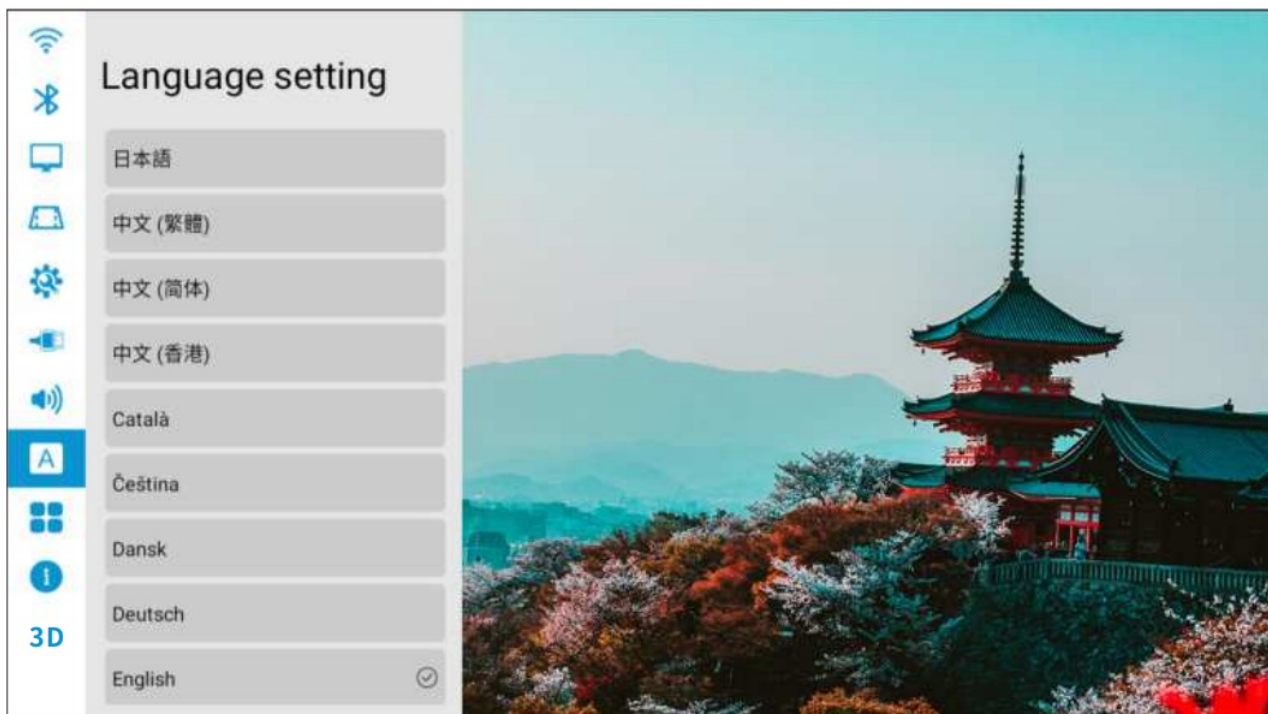 Language setting
日本語
中文 (繁體)
中文 (简体)
中文 (香港)
Català
Čeština
Dansk
Deutsch
English
A
3D